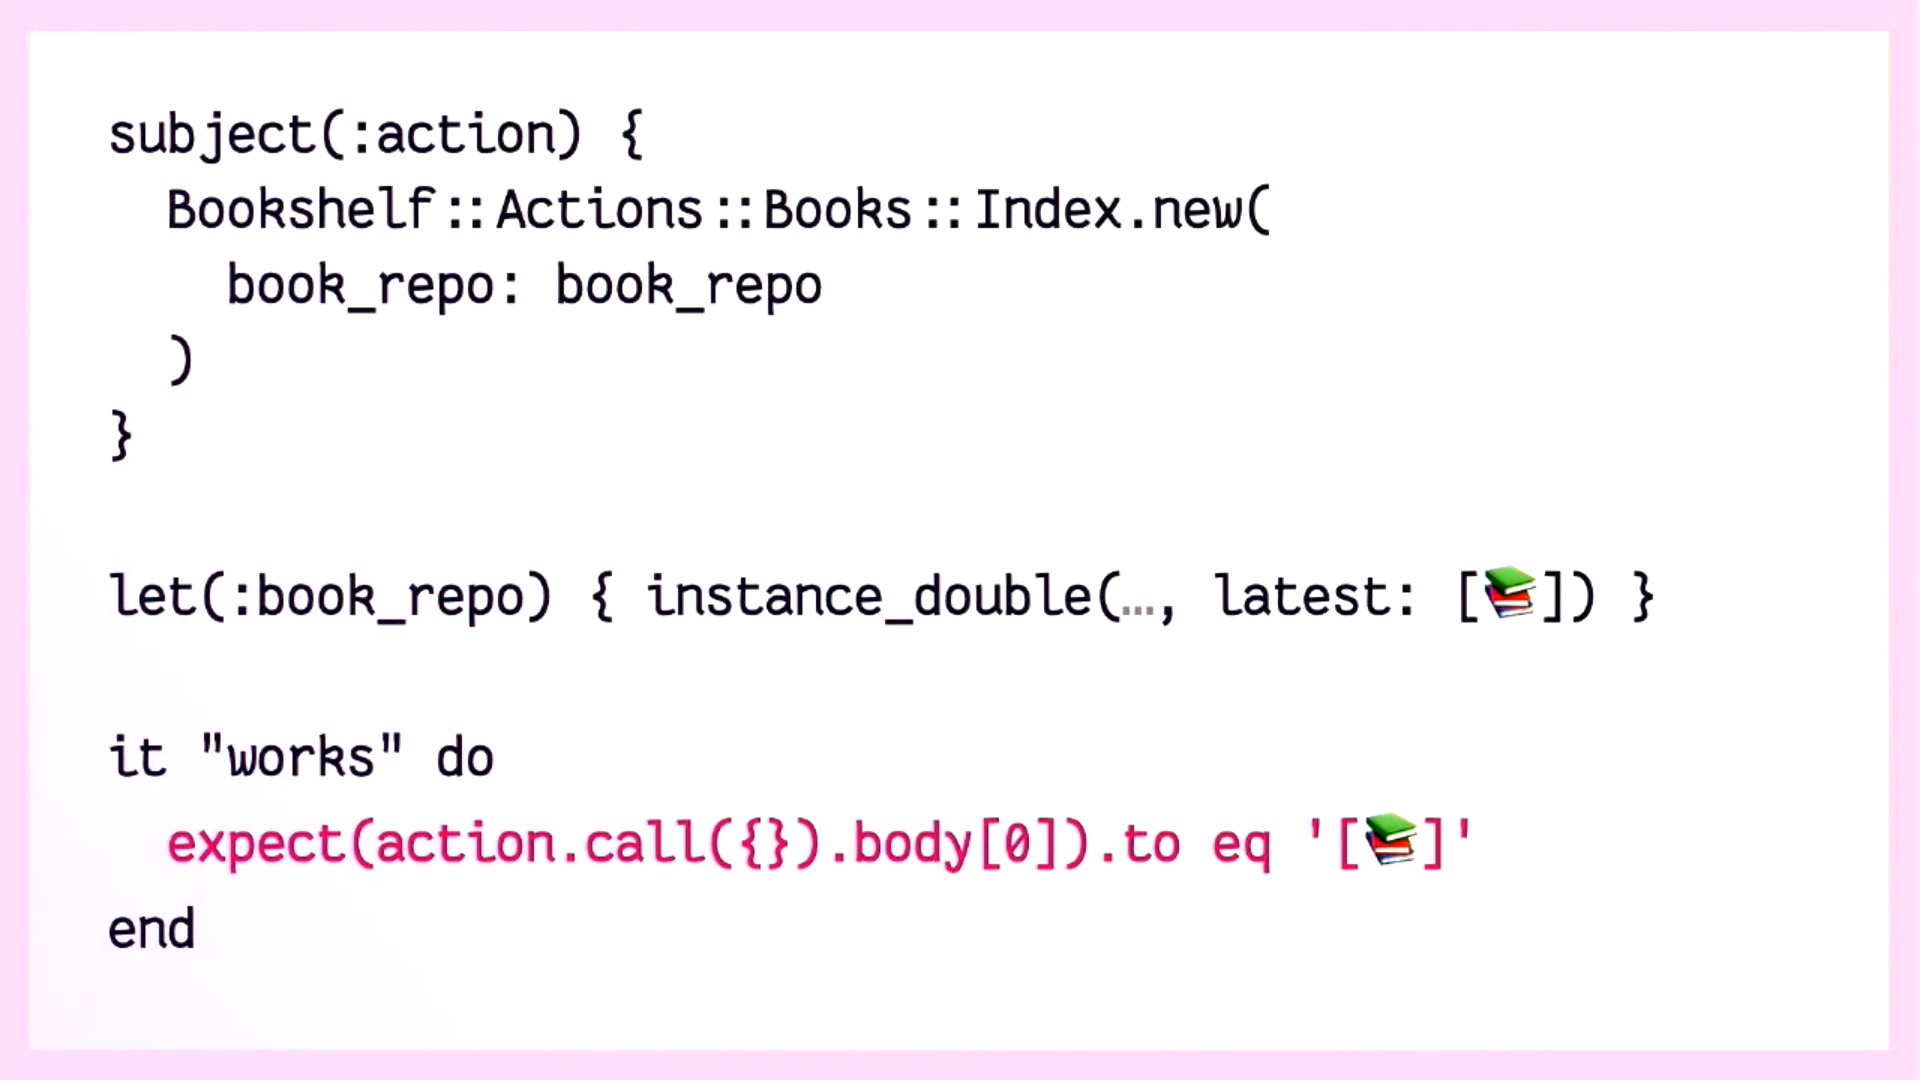 subject(:action) {
  Bookshelf::Actions::Books::Index.new(
    book_repo: book_repo
  )
}
let(:book_repo) { instance_double(…, latest: [📚]) }
it "works" do
  expect(action.call({}).body[0]).to eq '[📚]'
end